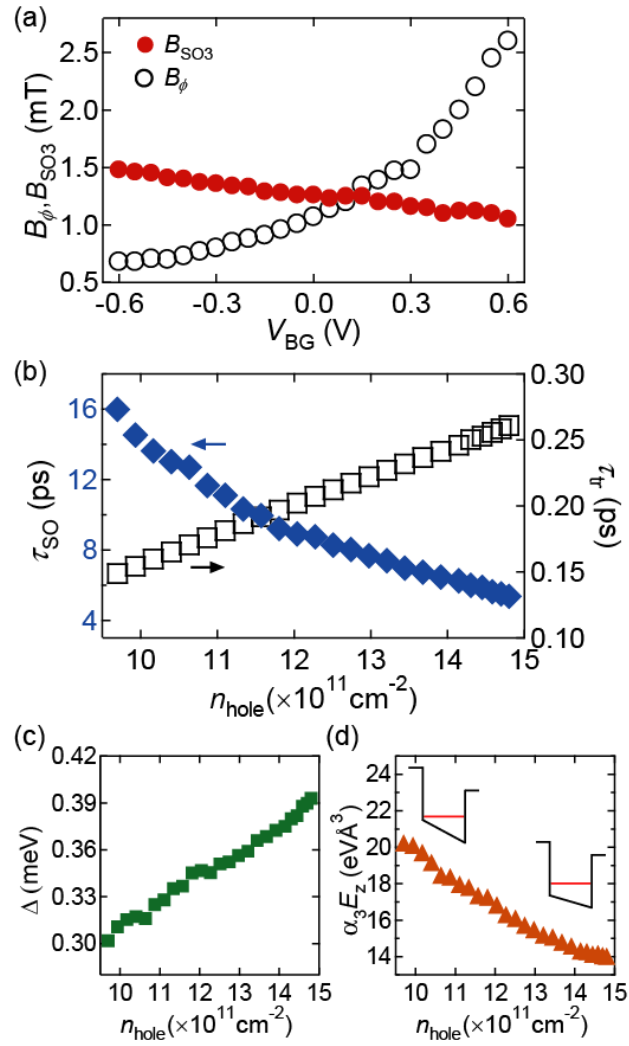 (a)
B_SO3
B_ϕ
2.5
2.0
1.5
1.0
0.5
B_ϕ, B_SO3 (mT)
-0.6 -0.3 0.0 0.3 0.6
V_BG (V)
(b)
16
12
8
4
τ_SO (ps)
0.30
0.25
0.20
0.15
0.10
τ_tr (ps)
10 11 12 13 14 15
n_hole(×10^11 cm^-2)
(c)
0.42
0.39
0.36
0.33
0.30
Δ (meV)
10 11 12 13 14 15
n_hole(×10^11 cm^-2)
(d)
24
22
20
18
16
14
α_3E_z (eVÅ^3)
10 11 12 13 14 15
n_hole(×10^11 cm^-2)